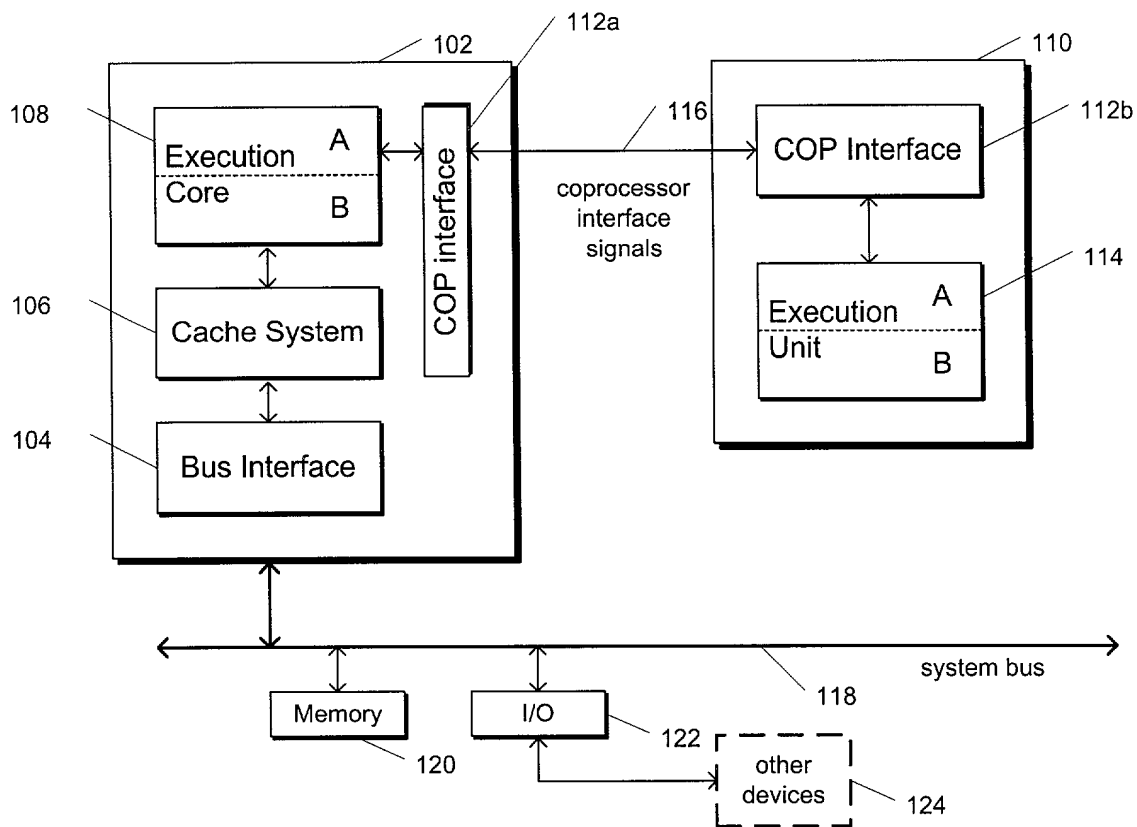 112a
102
110
108
Execution
A
Core
B
COP interface
116
coprocessor
interface
signals
COP Interface
112b
106
Cache System
Execution
A
Unit
B
114
104
Bus Interface
system bus
118
Memory
120
I/O
122
other
devices
124